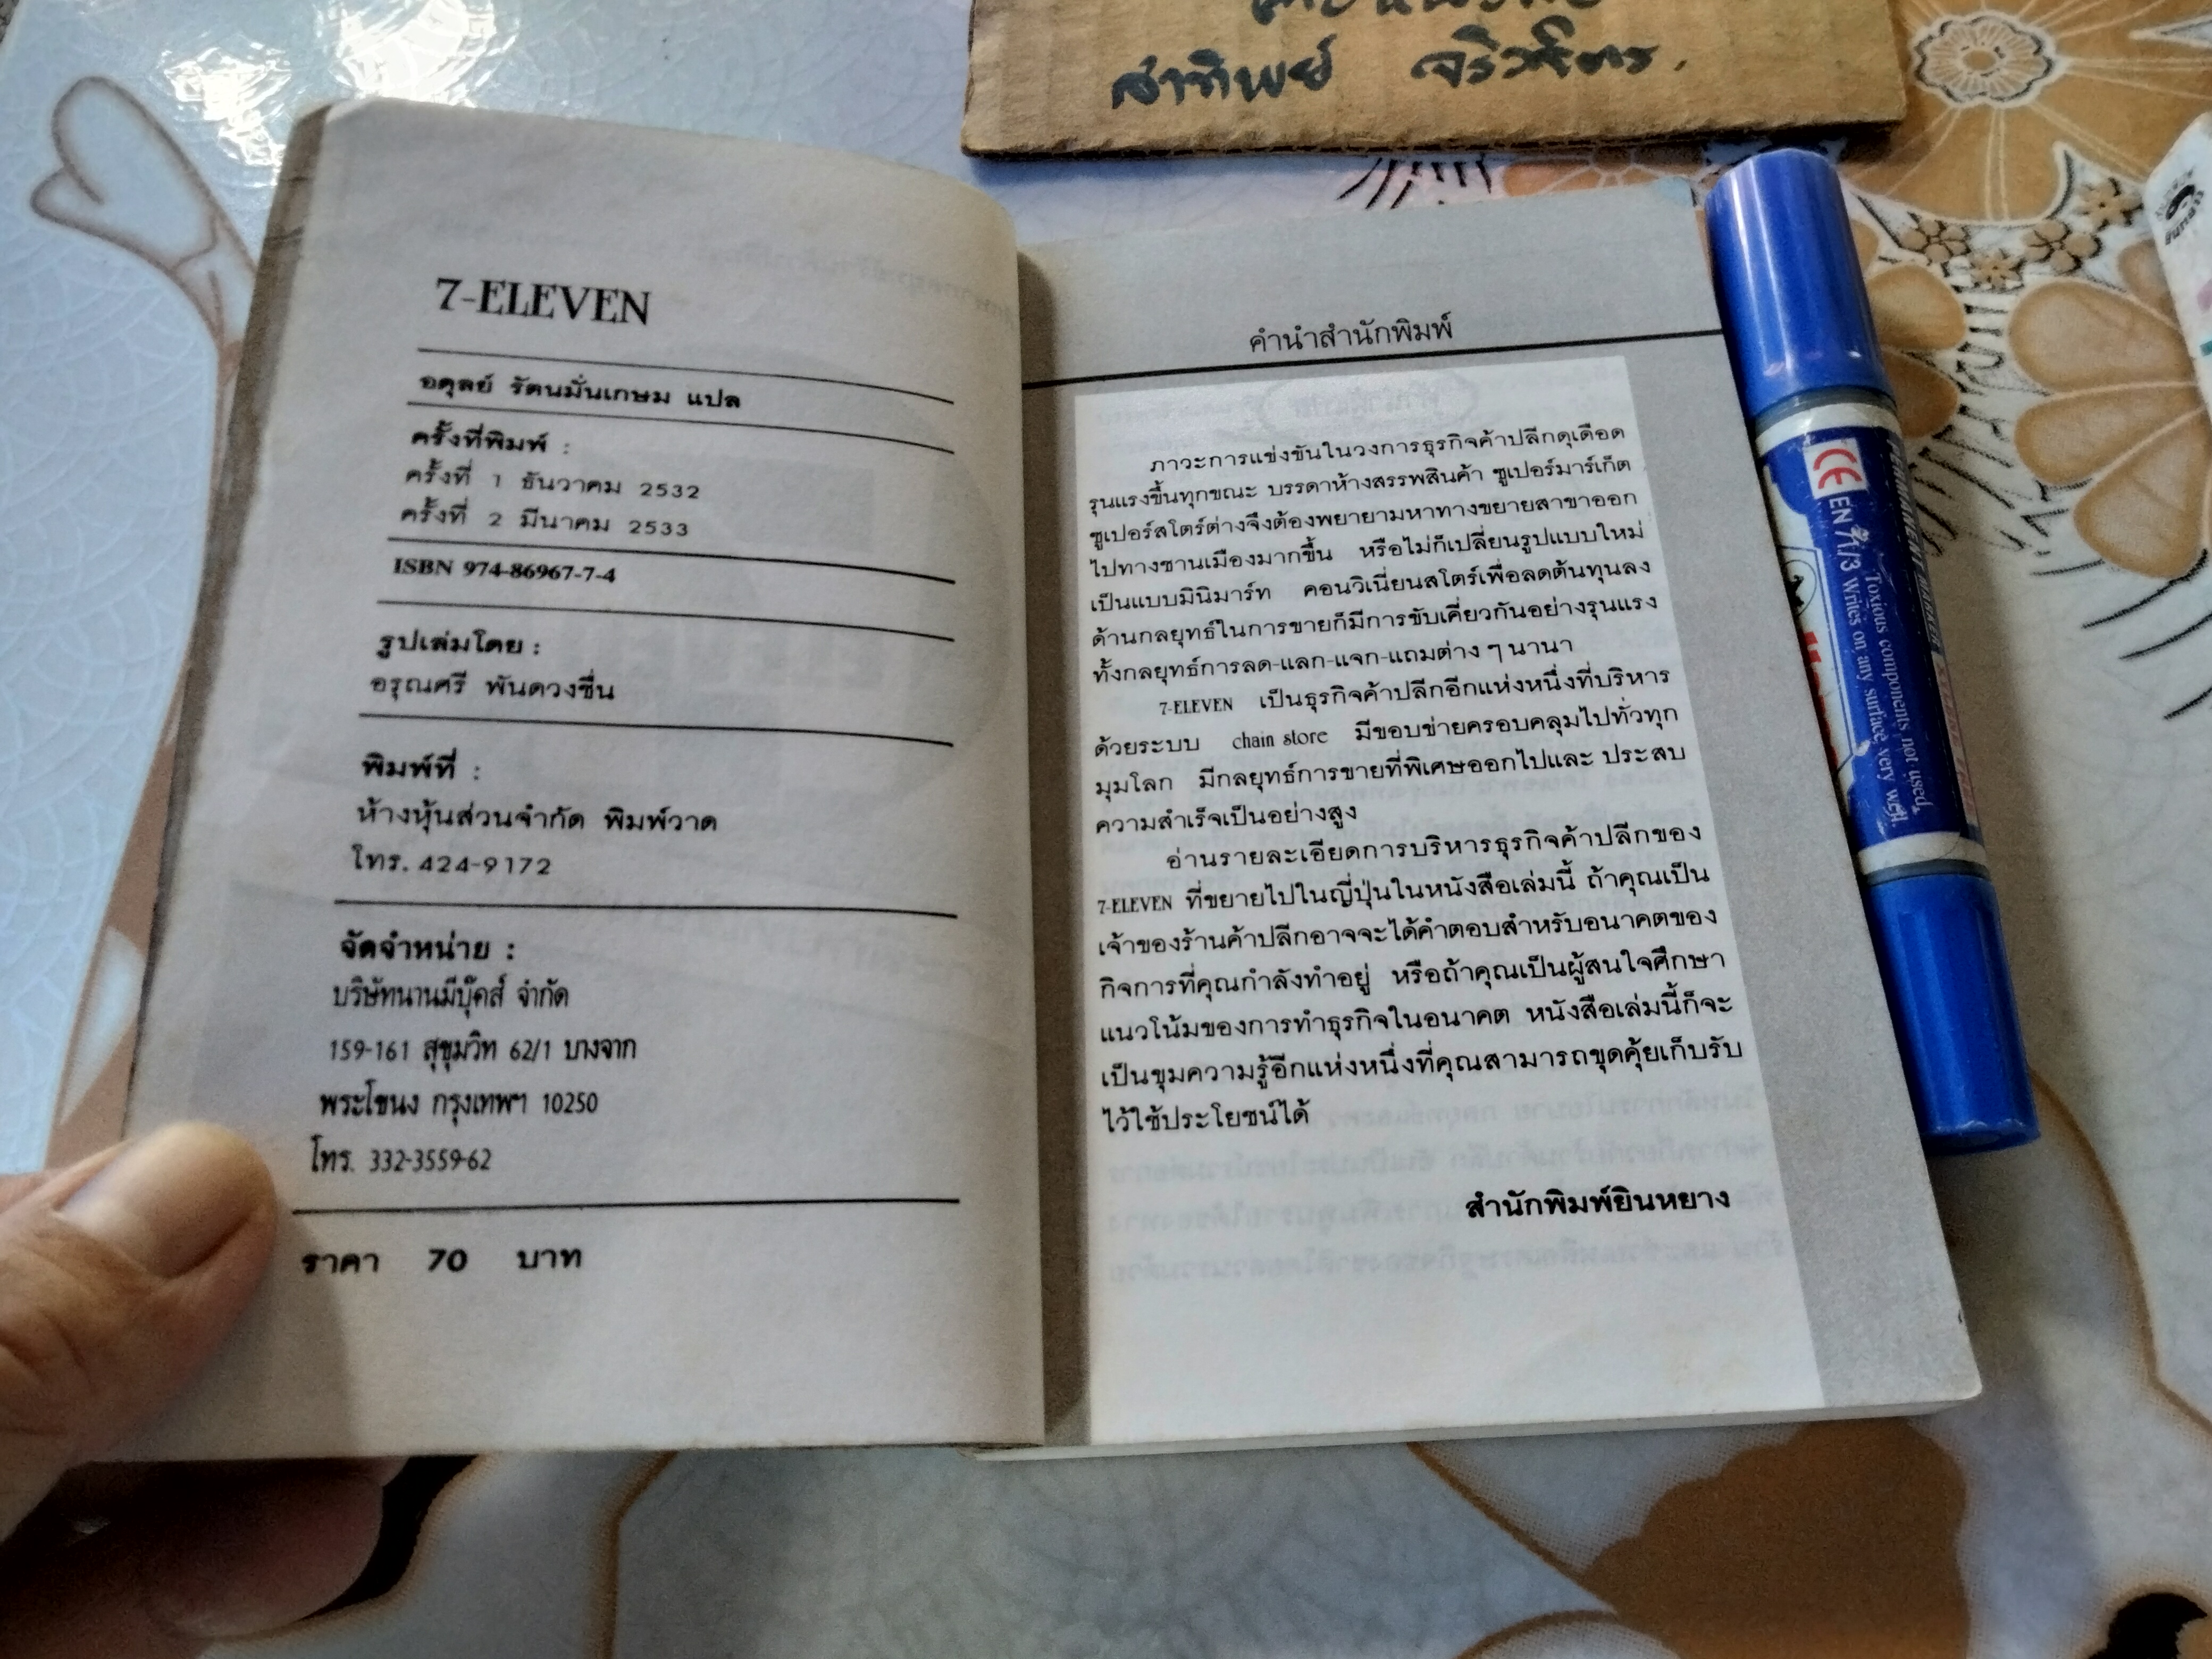 สาทิพย์
7-ELEVEN
อดุลย์ รัตนมั่นเกษม แปล
ครั้งที่พิมพ์ :
ครั้งที่ 1 ธันวาคม 2532
ครั้งที่ 2 มีนาคม 2533
ISBN 974-86967-7-4
รูปเล่มโดย :
อรุณศรี พันดวงชื่น
พิมพ์ที่ :
ห้างหุ้นส่วนจำกัด พิมพ์วาด
โทร. 424-9172
จัดจำหน่าย :
บริษัทนานมีบุ๊คส์ จำกัด
159-161 สุขุมวิท 62/1 บางจาก
พระโขนง กรุงเทพฯ 10250
โทร. 332-3559-62
ราคา 70 บาท
คำนำสำนักพิมพ์
ภาวะการแข่งขันในวงการธุรกิจค้าปลีกดุเดือด
รุนแรงขึ้นทุกขณะ บรรดาห้างสรรพสินค้า ซูเปอร์มาร์เก็ต
ซูเปอร์สโตร์ต่างจึงต้องพยายามหาทางขยายสาขาออก
ไปทางชานเมืองมากขึ้น หรือไม่ก็เปลี่ยนรูปแบบใหม่
เป็นแบบมินิมาร์ท คอนวิเนี่ยนสโตร์เพื่อลดต้นทุนลง
ด้านกลยุทธ์ในการขายก็มีการขับเคี่ยวกันอย่างรุนแรง
ทั้งกลยุทธ์การลด-แลก-แจก-แถมต่าง ๆ นานา
7-ELEVEN เป็นธุรกิจค้าปลีกอีกแห่งหนึ่งที่บริหาร
ด้วยระบบ chain store มีขอบข่ายครอบคลุมไปทั่วทุก
มุมโลก มีกลยุทธ์การขายที่พิเศษออกไปและ ประสบ
ความสำเร็จเป็นอย่างสูง
อ่านรายละเอียดการบริหารธุรกิจค้าปลีกของ
7-ELEVEN ที่ขยายไปในญี่ปุ่นในหนังสือเล่มนี้ ถ้าคุณเป็น
เจ้าของร้านค้าปลีกอาจจะได้คำตอบสำหรับอนาคตของ
กิจการที่คุณกำลังทำอยู่ หรือถ้าคุณเป็นผู้สนใจศึกษา
แนวโน้มของการทำธุรกิจในอนาคต หนังสือเล่มนี้ก็จะ
เป็นขุมความรู้อีกแห่งหนึ่งที่คุณสามารถขุดคุ้ยเก็บรับ
ไว้ใช้ประโยชน์ได้
สำนักพิมพ์ยินหยาง
PERMANENT MARKER
Toxious components not used.
CE EN 71/3 Writes on any surface very well.